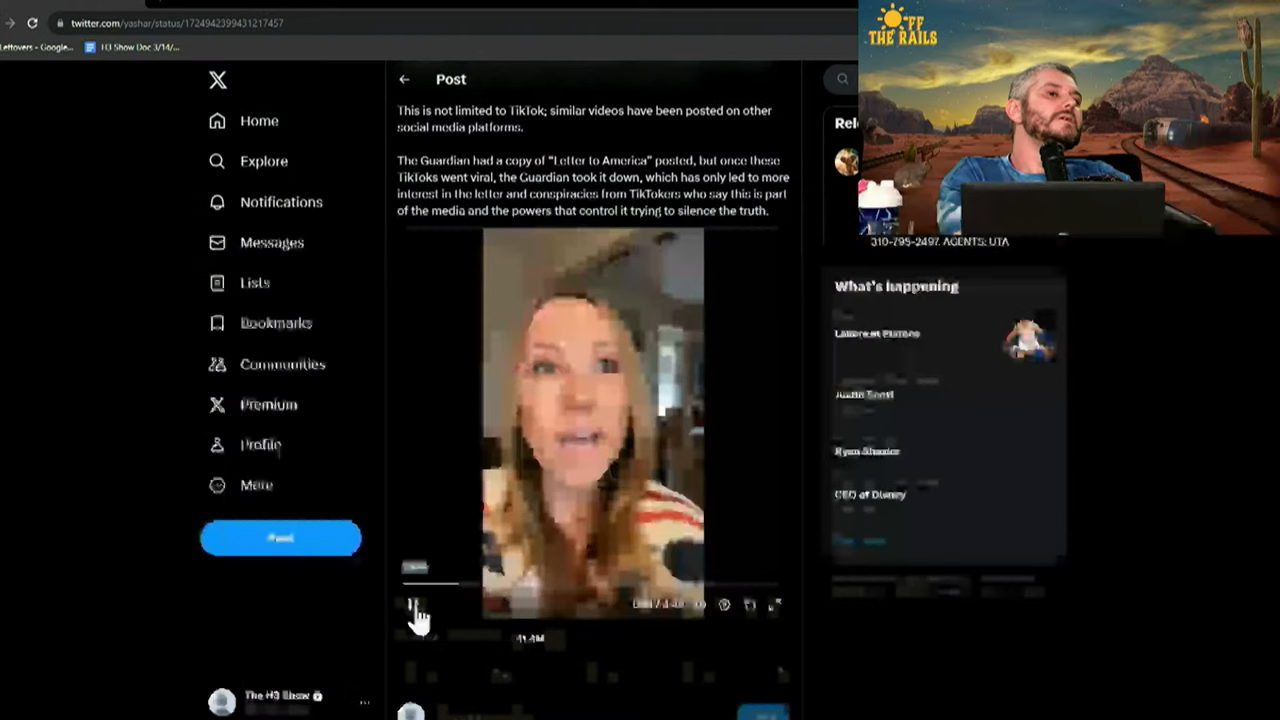 twitter.com/yashar/status/1724942399431217457
Leftovers - Google...
H3 Show Doc 3/14/...
OFF
THE RAILS
Post
Home
Explore
Notifications
Messages
Lists
Bookmarks
Communities
Premium
Profile
More
Post
The H3 Show
This is not limited to TikTok; similar videos have been posted on other
social media platforms.
The Guardian had a copy of “Letter to America” posted, but once these
TikToks went viral, the Guardian took it down, which has only led to more
interest in the letter and conspiracies from TikTokers who say this is part
of the media and the powers that control it trying to silence the truth.
41.4M
Rel
310-795-2497. AGENTS: UTA
What's happening
CEO of Disney